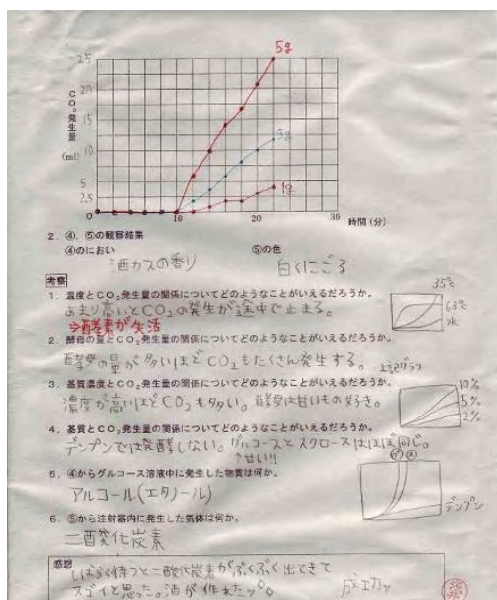 5g
25
20
CO₂発生量
15
3g
10
(ml)
5
2.5
1g
0
10
20
30
時間(分)
2. ④, ⑤の観察結果
④のにおい
⑤の色
酒カスの香り
白くにごる
考察
35℃
1. 温度とCO₂発生量の関係についてどのようなことがいえるだろうか。
あまり高いとCO₂の発生が途中で止まる。
63℃
⇒酵素が失活
水
2. 酵母の量とCO₂発生量の関係についてどのようなことがいえるだろうか。
酵母の量が多いほどCO₂もたくさん発生する。
上記グラフ
3. 基質濃度とCO₂発生量の関係についてどのようなことがいえるだろうか。
10%
濃度が高いほどCO₂も多い。酵母は甘いもの好き。
5%
2%
4. 基質とCO₂発生量の関係についてどのようなことがいえるだろうか。
デンプンでは発酵しない。グルコースとスクロースはほぼ同じ。
↑甘い!!
グ ス
5. ④からグルコース溶液中に発生した物質は何か。
アルコール(エタノール)
デンプン
6. ⑤から注射器内に発生した気体は何か。
二酸化炭素
感想
しばらく待つと二酸化炭素がぶくぶく出てきて
スゴイと思った。酒が作れたッ
成功ッ